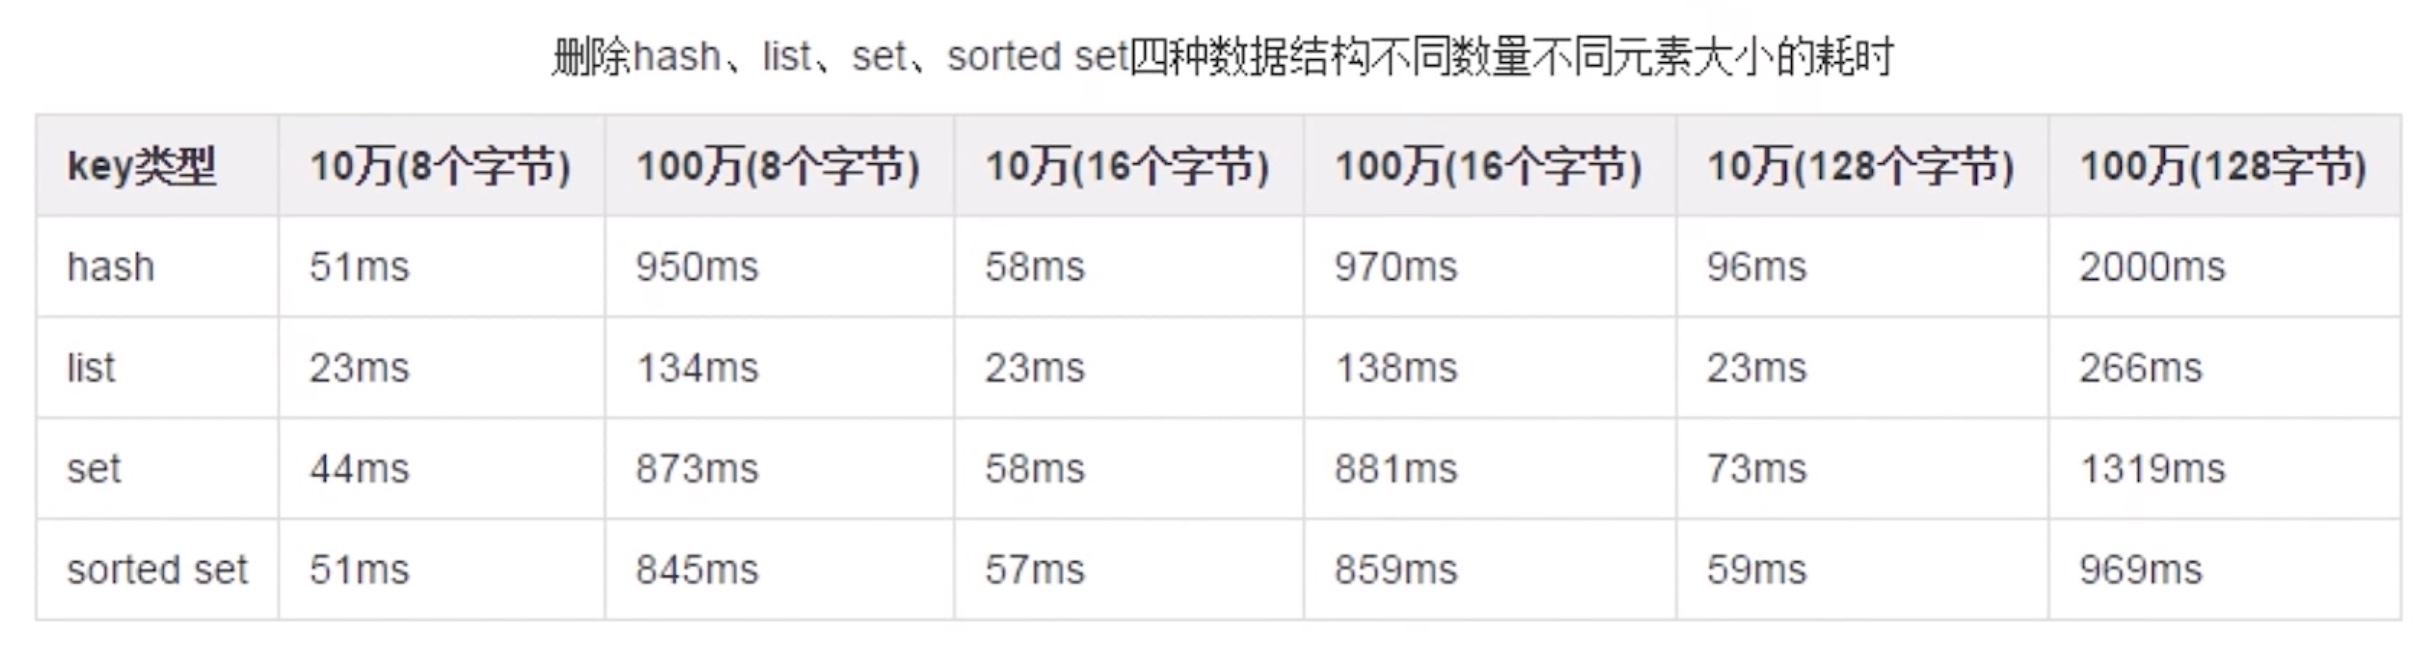 删除hash、list、set、sorted set四种数据结构不同数量不同元素大小的耗时
key类型 10万(8个字节) 100万(8个字节) 10万(16个字节) 100万(16个字节) 10万(128个字节) 100万(128字节)
hash 51ms 950ms 58ms 970ms 96ms 2000ms
list 23ms 134ms 23ms 138ms 23ms 266ms
set 44ms 873ms 58ms 881ms 73ms 1319ms
sorted set 51ms 845ms 57ms 859ms 59ms 969ms